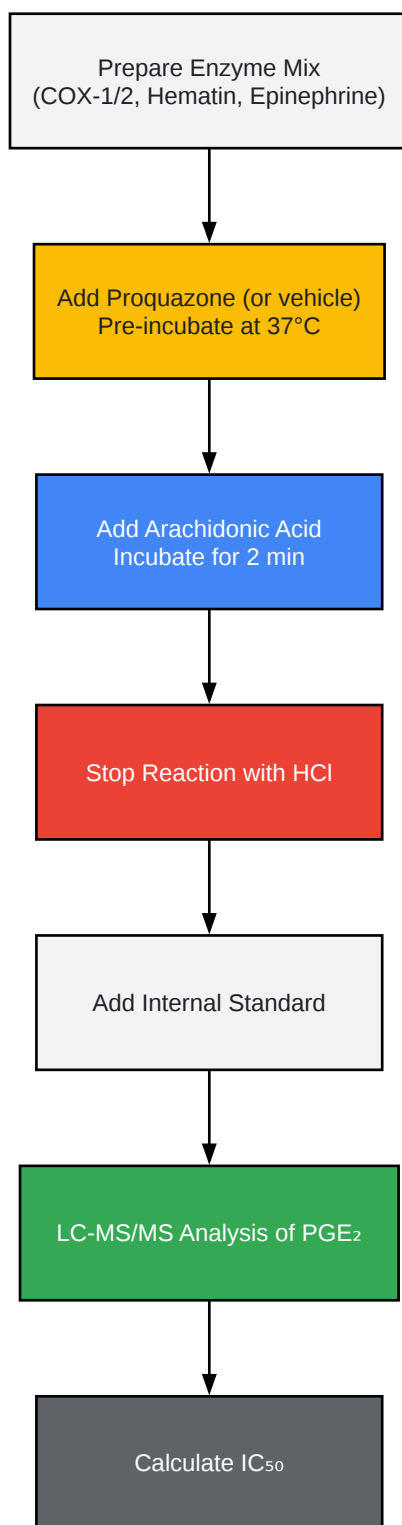 Prepare Enzyme Mix
(COX-1/2, Hematin, Epinephrine)
Add Proquazone (or vehicle)
Pre-incubate at 37°C
Add Arachidonic Acid
Incubate for 2 min
Stop Reaction with HCl
Add Internal Standard
LC-MS/MS Analysis of PGE₂
Calculate IC₅₀